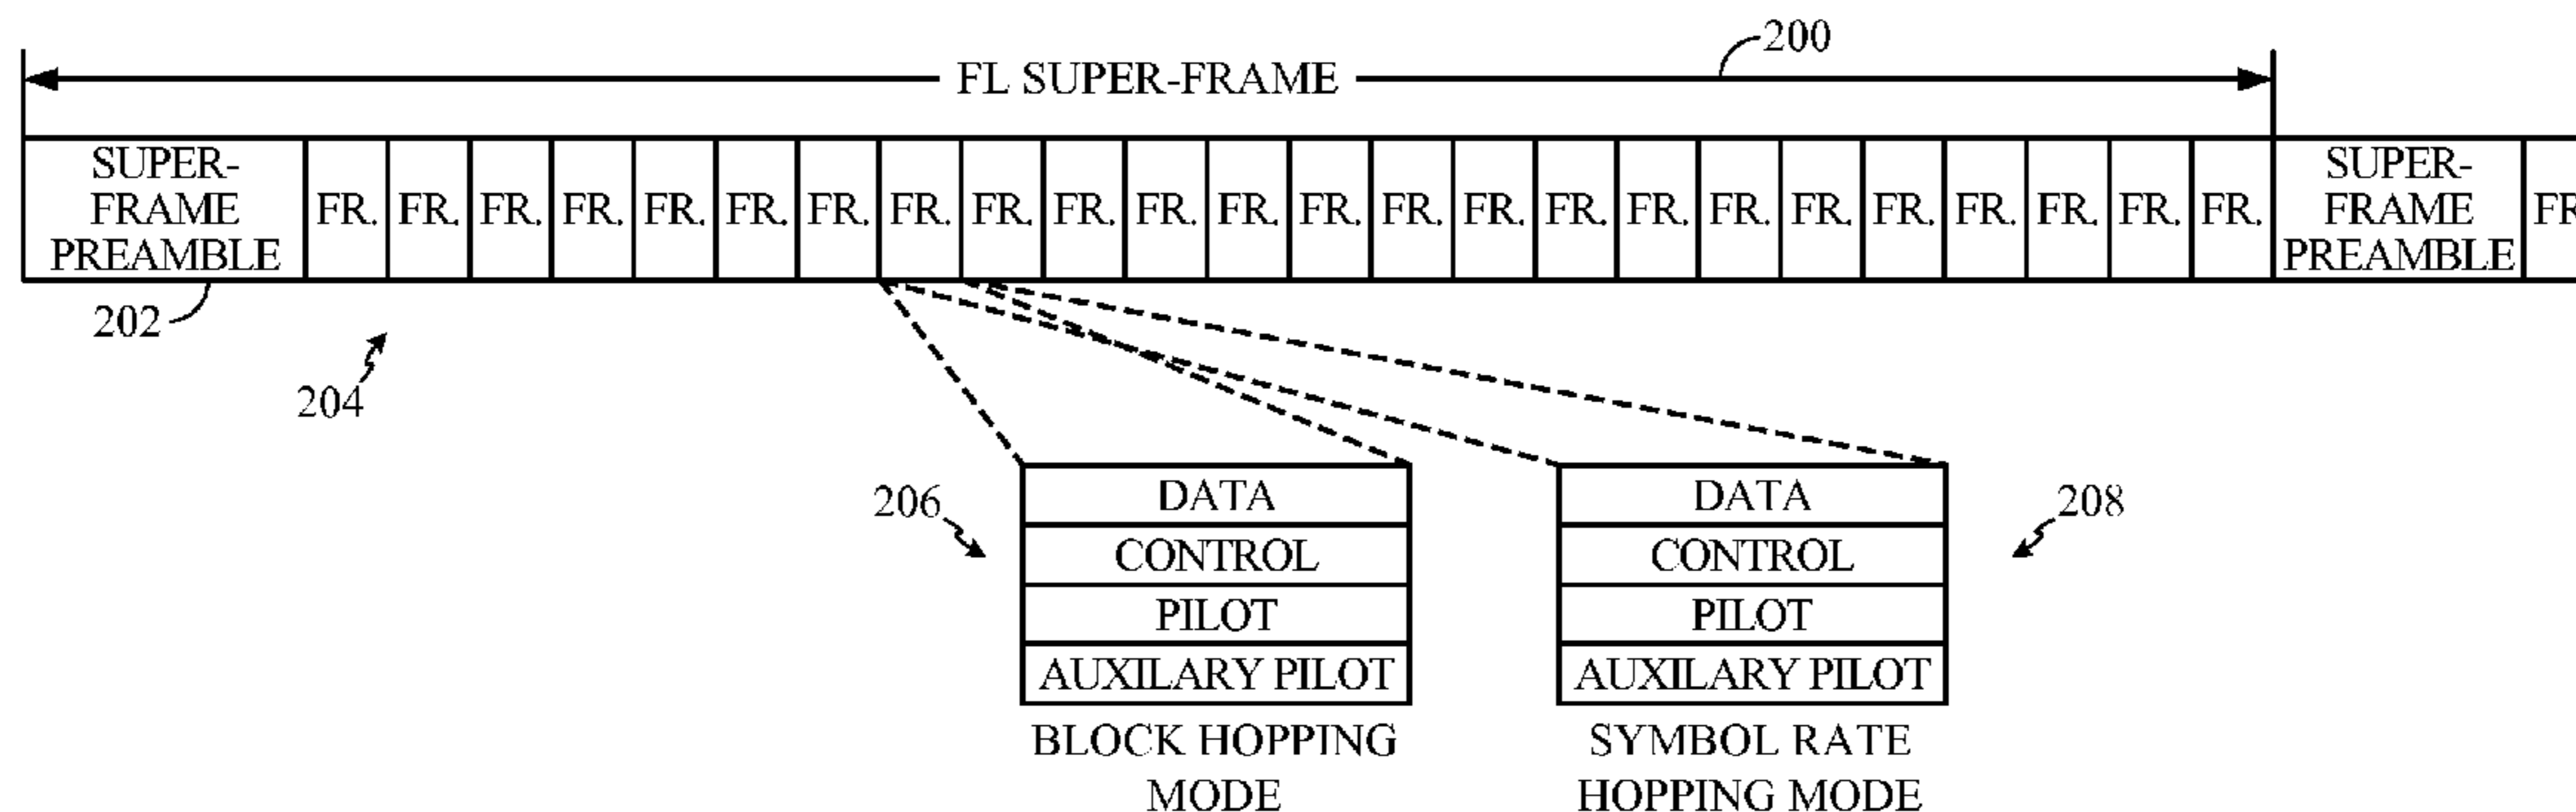 200
FL SUPER-FRAME
SUPER-
FRAME
PREAMBLE
FR. FR. FR. FR. FR. FR. FR. FR. FR. FR. FR. FR. FR. FR. FR. FR. FR. FR. FR. FR. FR. FR. FR. FR.
SUPER-
FRAME
PREAMBLE
FR
202
204
206
DATA
CONTROL
PILOT
AUXILARY PILOT
BLOCK HOPPING
MODE
DATA
CONTROL
PILOT
AUXILARY PILOT
SYMBOL RATE
HOPPING MODE
208